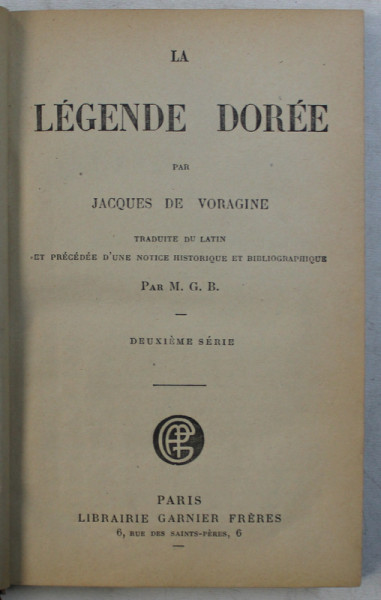 LA
LÉGENDE DORÉE
PAR
JACQUES DE VORAGINE
TRADUITE DU LATIN
ET PRÉCÉDÉE D'UNE NOTICE HISTORIQUE ET BIBLIOGRAPHIQUE
PAR M. G. B.
DEUXIÈME SÉRIE
PARIS
LIBRAIRIE GARNIER FRÈRES
6, RUE DES SAINTS-PÈRES, 6